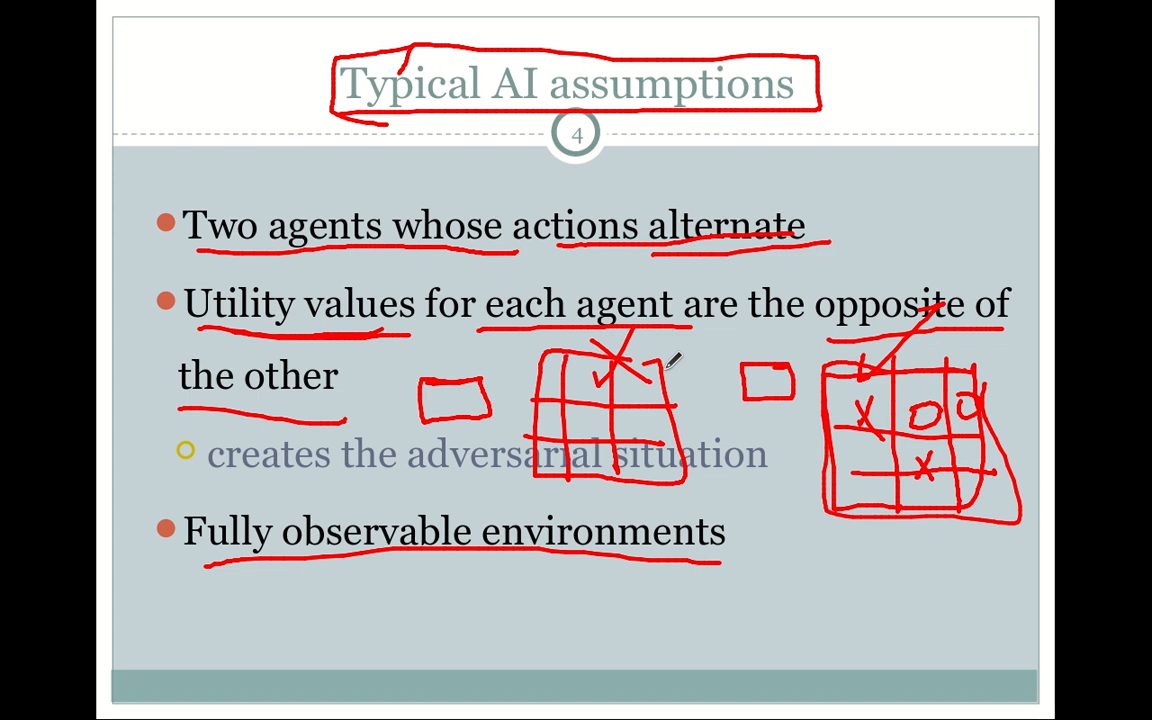 Typical AI assumptions
4
Two agents whose actions alternate
Utility values for each agent are the opposite of
the other
creates the adversarial situation
Fully observable environments
X O O
X